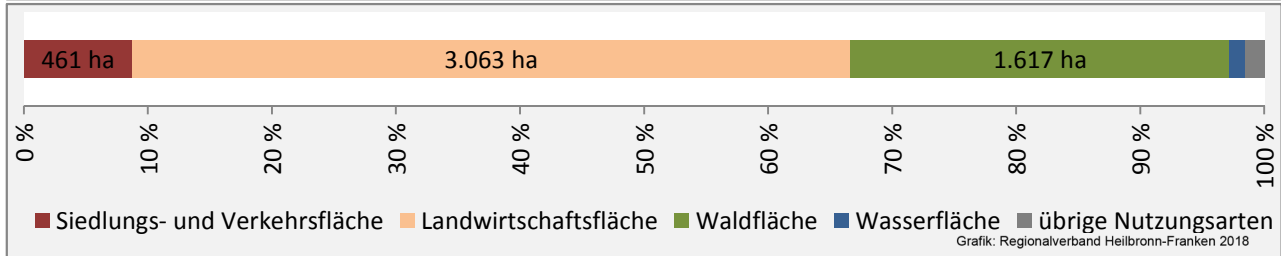 461 ha 3.063 ha 1.617 ha
0 % 10 % 20 % 30 % 40 % 50 % 60 % 70 % 80 % 90 % 100 %
Siedlungs- und Verkehrsfläche Landwirtschaftsfläche Waldfläche Wasserfläche übrige Nutzungsarten
Grafik: Regionalverband Heilbronn-Franken 2018